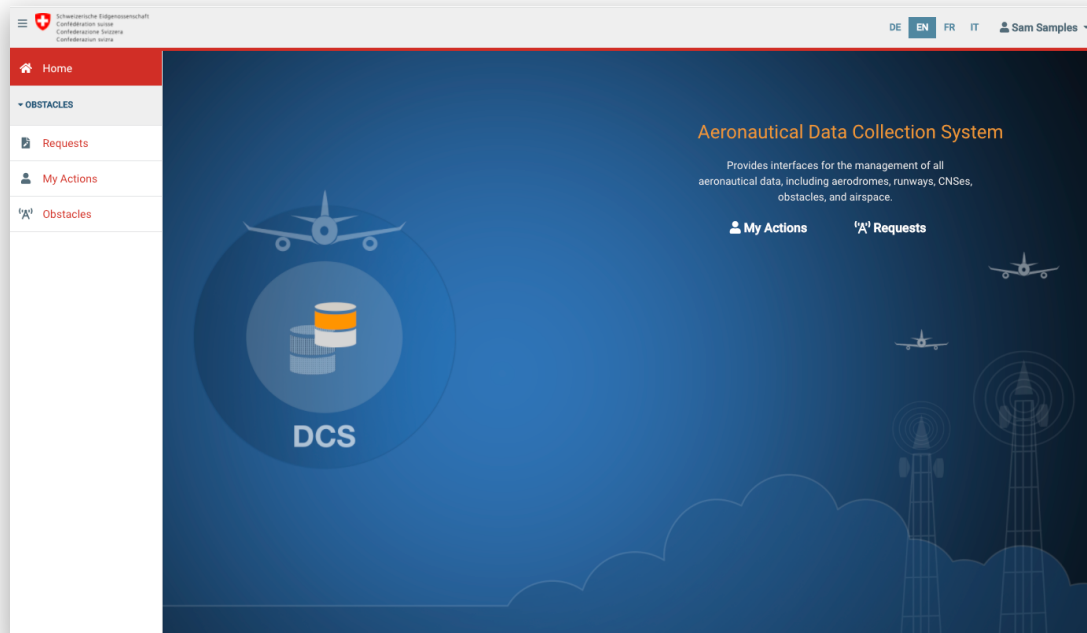 Schweizerische Eidgenossenschaft
Confédération suisse
Confederazione Svizzera
Confederaziun svizra
DE EN FR IT Sam Samples
Home
OBSTACLES
Requests
My Actions
Obstacles
Aeronautical Data Collection System
Provides interfaces for the management of all
aeronautical data, including aerodromes, runways, CNSes,
obstacles, and airspace.
My Actions Requests
DCS